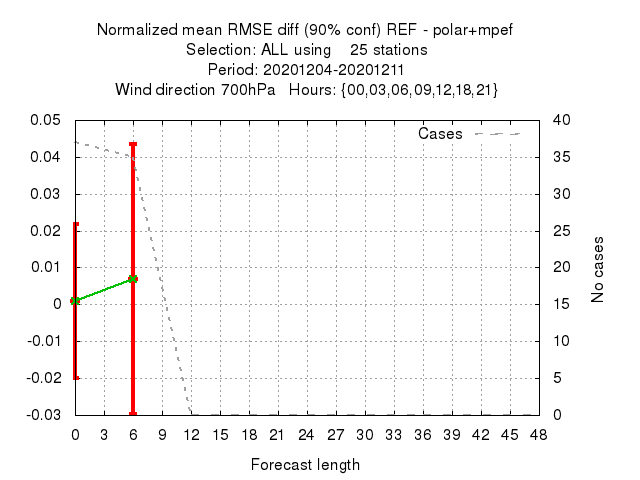 Normalized mean RMSE diff (90% conf) REF - polar+mpef
Selection: ALL using    25 stations
Period: 20201204-20201211
Wind direction 700hPa   Hours: {00,03,06,09,12,18,21}
Cases
0.05
0.04
0.03
0.02
0.01
0
-0.01
-0.02
-0.03
40
35
30
25
20
15
10
5
0
No cases
0 3 6 9 12 15 18 21 24 27 30 33 36 39 42 45 48
Forecast length